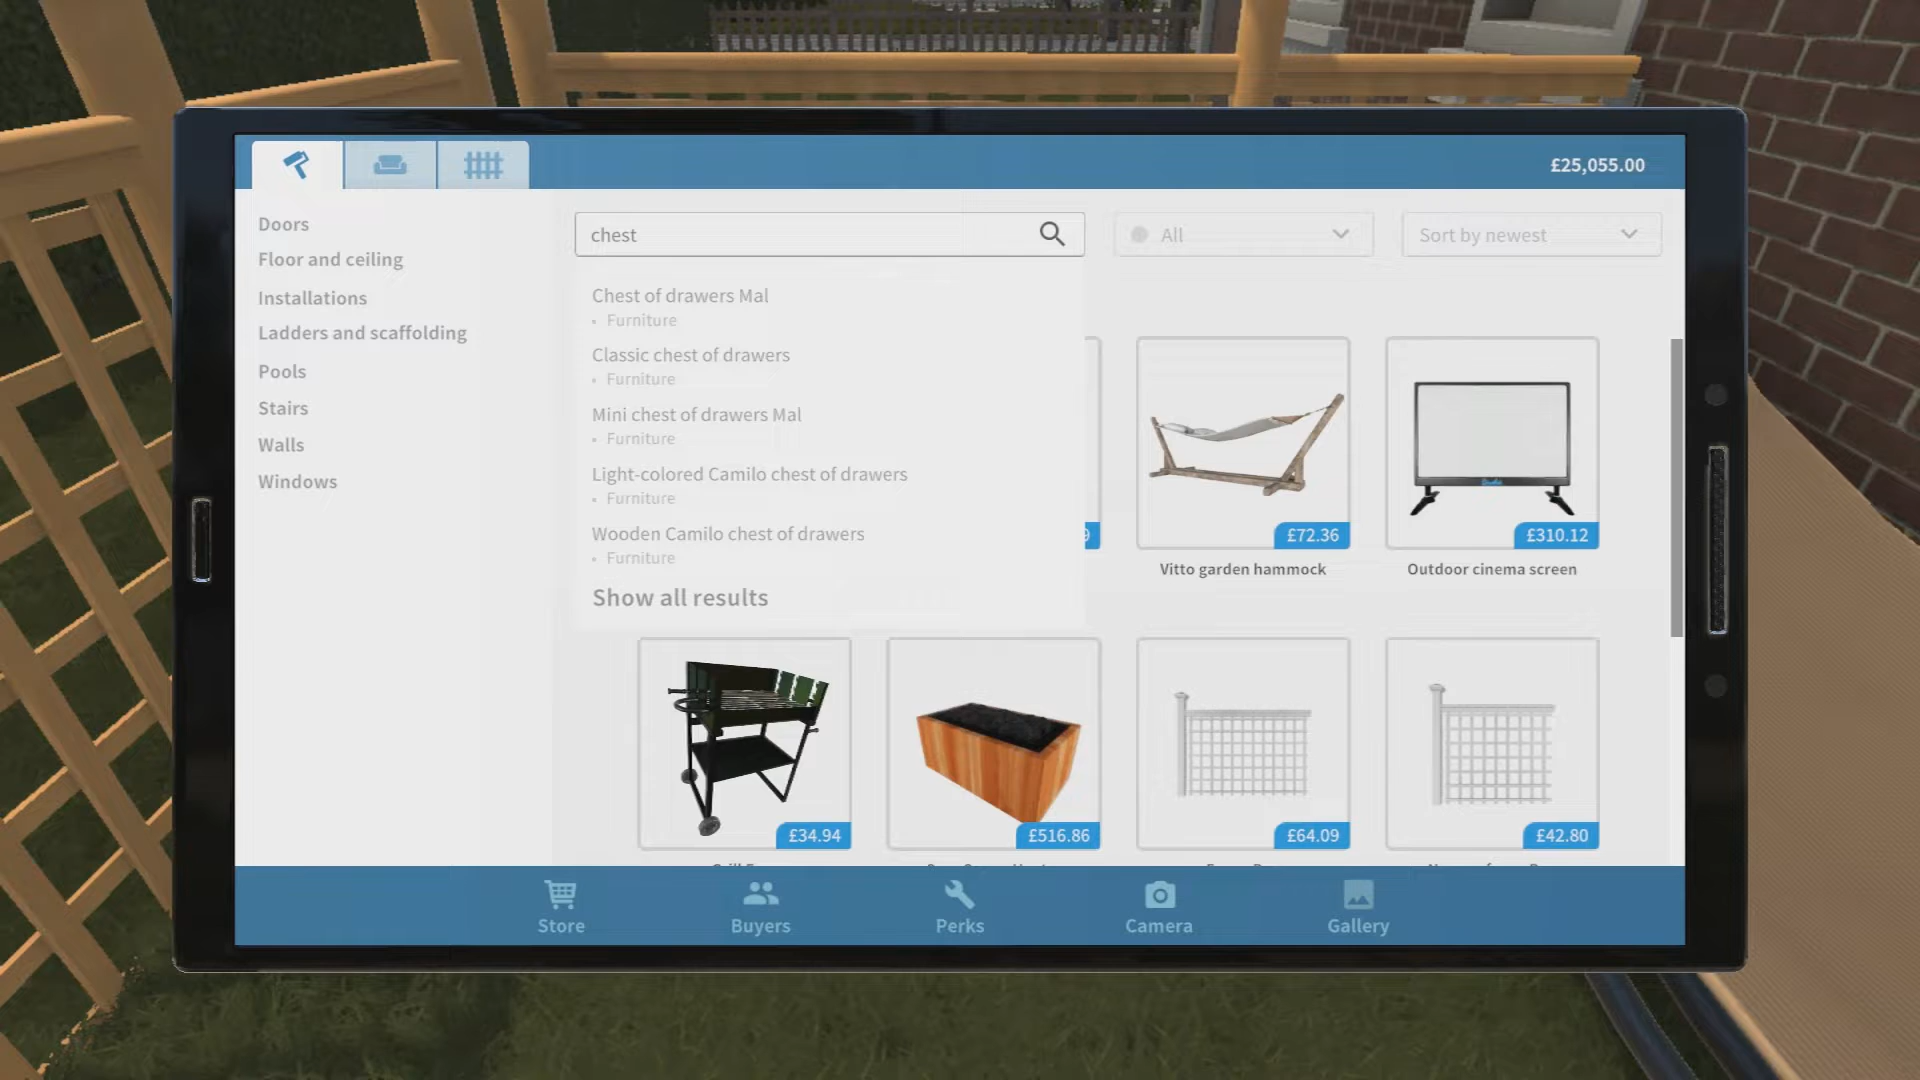 £25,055.00
Doors
Floor and ceiling
Installations
Ladders and scaffolding
Pools
Stairs
Walls
Windows
chest
All
Sort by newest
Chest of drawers Mal
• Furniture
Classic chest of drawers
• Furniture
Mini chest of drawers Mal
• Furniture
Light-colored Camilo chest of drawers
• Furniture
Wooden Camilo chest of drawers
• Furniture
Show all results
9
£72.36
£310.12
Vitto garden hammock
Outdoor cinema screen
£34.94
£516.86
£64.09
£42.80
Store
Buyers
Perks
Camera
Gallery